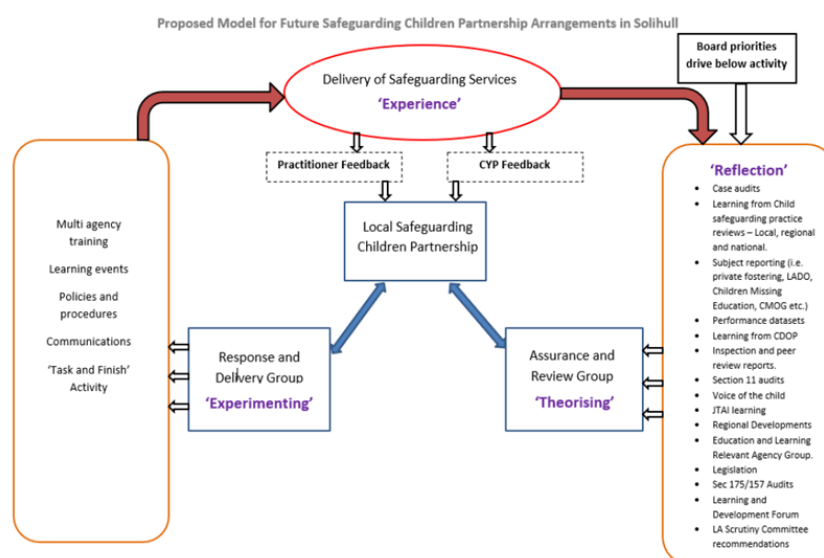 Proposed Model for Future Safeguarding Children Partnership Arrangements in Solihull
Board priorities
drive below activity
Delivery of Safeguarding Services
‘Experience’
Practitioner Feedback
CYP Feedback
Local Safeguarding
Children Partnership
Multi agency
training
Learning events
Policies and
procedures
Communications
‘Task and Finish’
Activity
Response and
Delivery Group
‘Experimenting’
Assurance and
Review Group
‘Theorising’
‘Reflection’
• Case audits
• Learning from Child
safeguarding practice
reviews – Local, regional
and national.
• Subject reporting (i.e.
private fostering, LADO,
Children Missing
Education, CMOG etc.)
• Performance datasets
• Learning from CDOP
• Inspection and peer
review reports.
• Section 11 audits
• Voice of the child
• JTAI learning
• Regional Developments
• Education and Learning
Relevant Agency Group.
• Legislation
• Sec 175/157 Audits
• Learning and
Development Forum
• LA Scrutiny Committee
recommendations